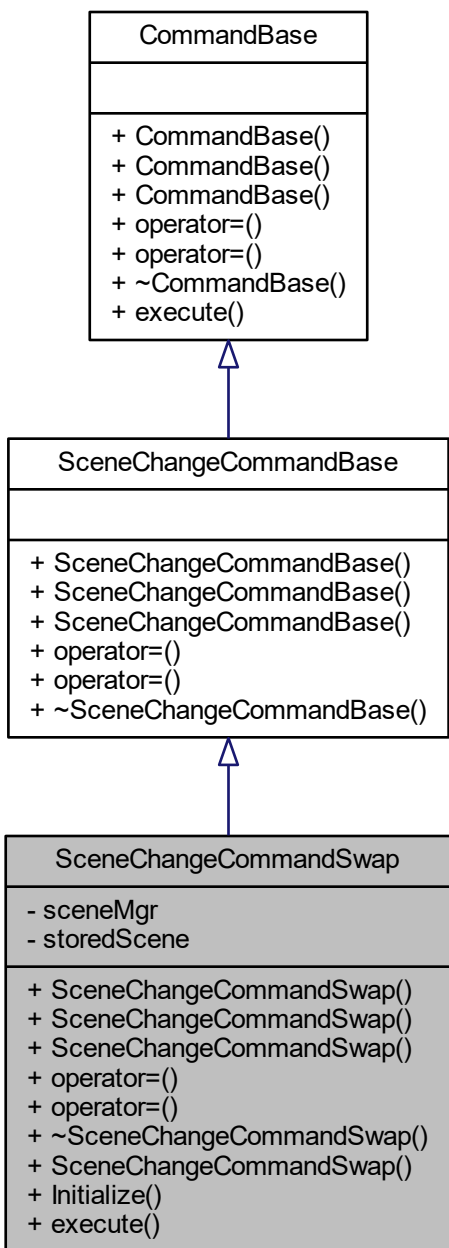 CommandBase
+ CommandBase()
+ CommandBase()
+ CommandBase()
+ operator=()
+ operator=()
+ ~CommandBase()
+ execute()
SceneChangeCommandBase
+ SceneChangeCommandBase()
+ SceneChangeCommandBase()
+ SceneChangeCommandBase()
+ operator=()
+ operator=()
+ ~SceneChangeCommandBase()
SceneChangeCommandSwap
- sceneMgr
- storedScene
+ SceneChangeCommandSwap()
+ SceneChangeCommandSwap()
+ SceneChangeCommandSwap()
+ operator=()
+ operator=()
+ ~SceneChangeCommandSwap()
+ SceneChangeCommandSwap()
+ Initialize()
+ execute()